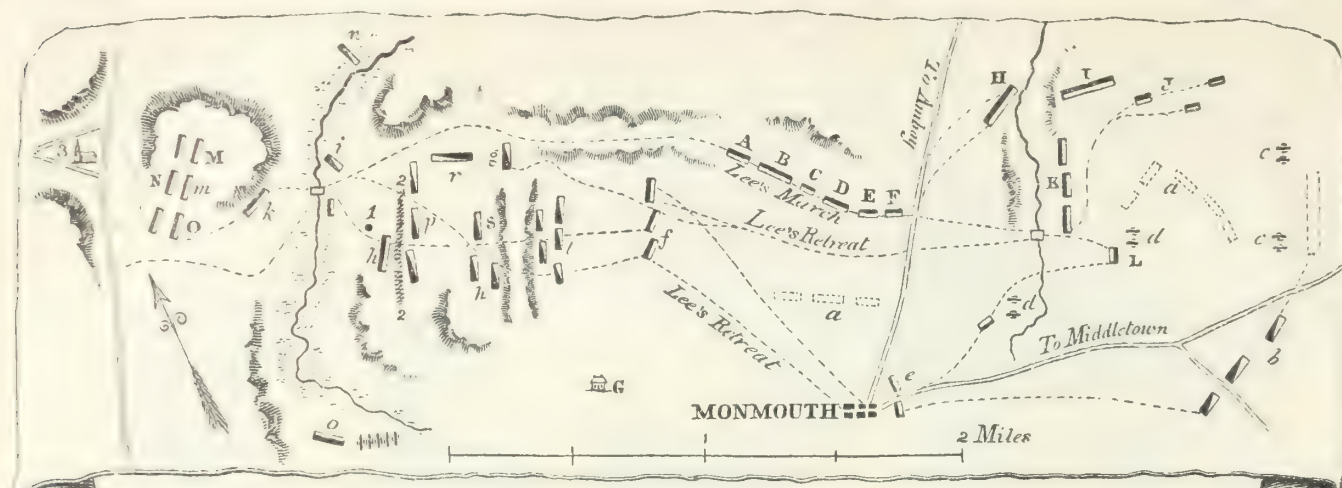 n
To Amboy
H I J
3 M i r g A B C D E F c
N m k 2 K a
O 1 p s Lee's March
h l f Lee's Retreat d c
h L
2 a d
Lee's Retreat To Middletown b
G e
MONMOUTH
o 1 2 Miles